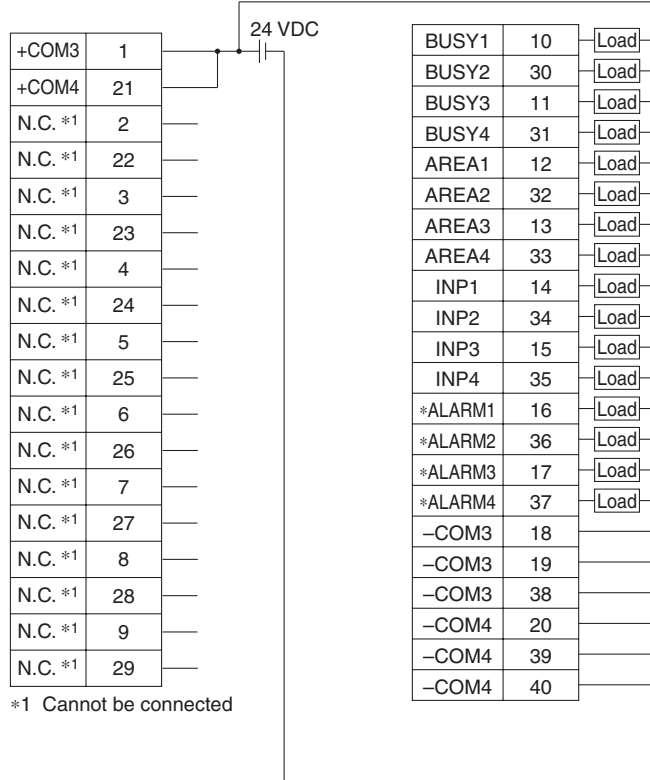 24 VDC
+COM3 1
+COM4 21
N.C. *1 2
N.C. *1 22
N.C. *1 3
N.C. *1 23
N.C. *1 4
N.C. *1 24
N.C. *1 5
N.C. *1 25
N.C. *1 6
N.C. *1 26
N.C. *1 7
N.C. *1 27
N.C. *1 8
N.C. *1 28
N.C. *1 9
N.C. *1 29
*1 Cannot be connected
BUSY1 10 Load
BUSY2 30 Load
BUSY3 11 Load
BUSY4 31 Load
AREA1 12 Load
AREA2 32 Load
AREA3 13 Load
AREA4 33 Load
INP1 14 Load
INP2 34 Load
INP3 15 Load
INP4 35 Load
*ALARM1 16 Load
*ALARM2 36 Load
*ALARM3 17 Load
*ALARM4 37 Load
–COM3 18
–COM3 19
–COM3 38
–COM4 20
–COM4 39
–COM4 40